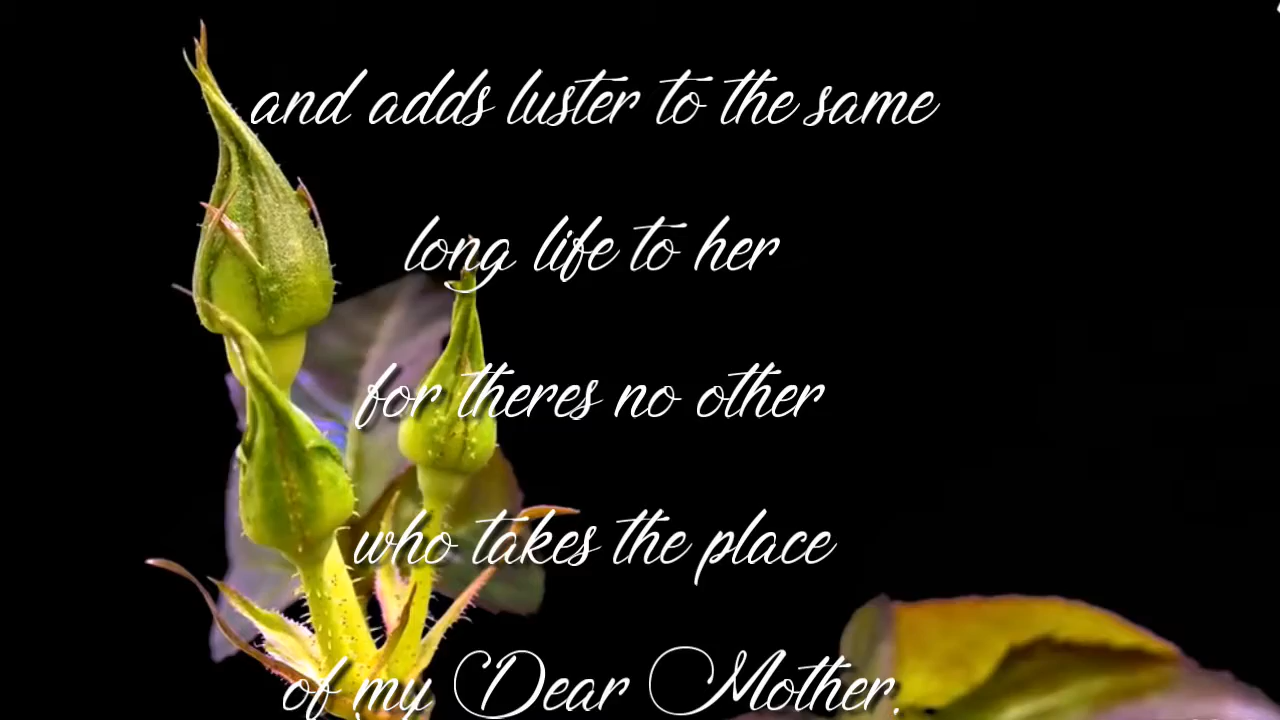 and adds luster to the same
long life to her
for theres no other
who takes the place
of my Dear Mother.